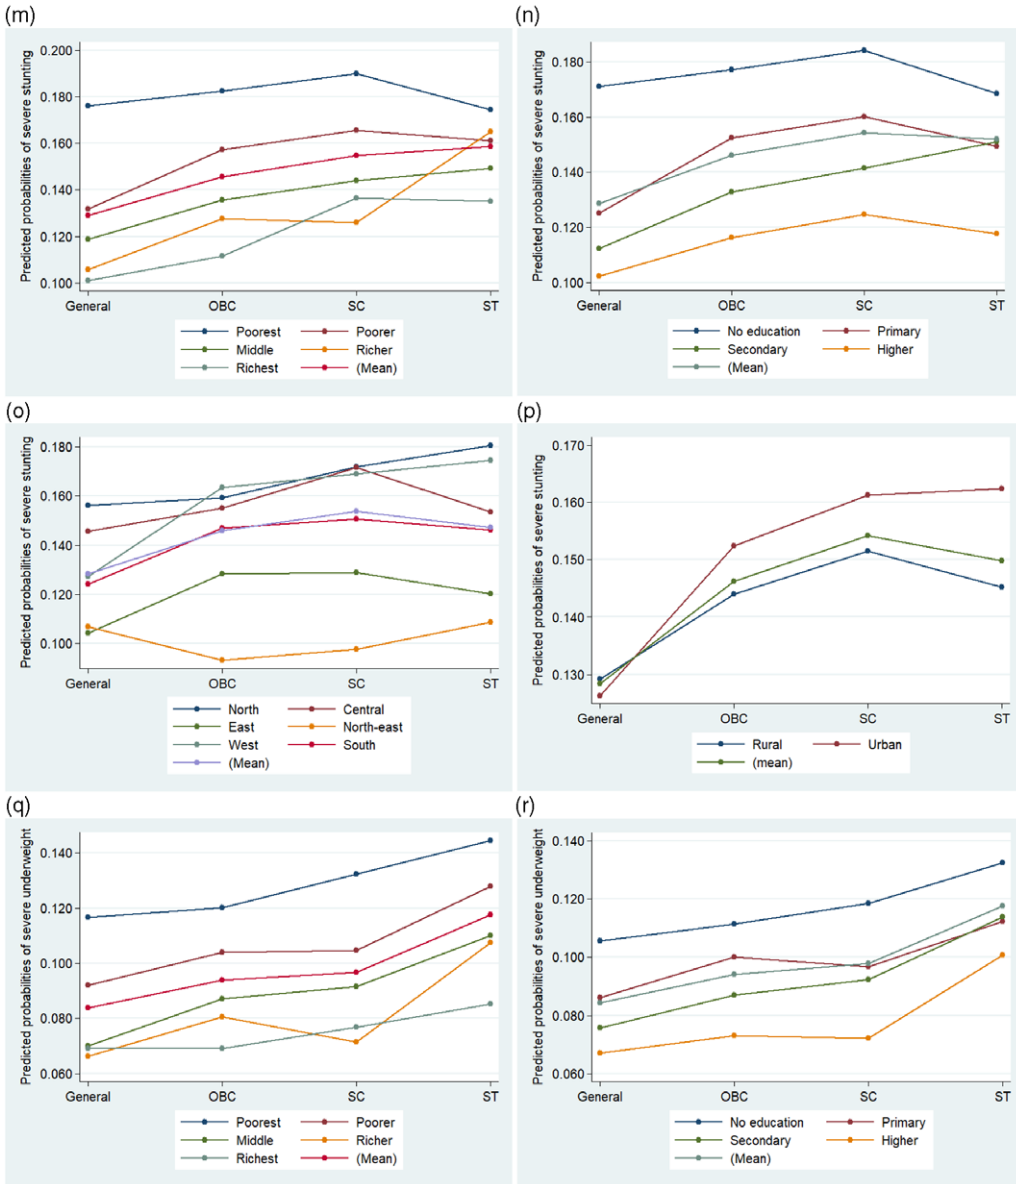 (m)
Predicted probabilities of severe stunting
0.200
0.180
0.160
0.140
0.120
0.100
General OBC SC ST
Poorest Poorer
Middle Richer
Richest (Mean)
(n)
Predicted probabilities of severe stunting
0.180
0.160
0.140
0.120
0.100
General OBC SC ST
No education Primary
Secondary Higher
(Mean)
(o)
Predicted probabilities of severe stunting
0.180
0.160
0.140
0.120
0.100
General OBC SC ST
North Central
East North-east
West South
(Mean)
(p)
Predicted probabilities of severe stunting
0.170
0.160
0.150
0.140
0.130
General OBC SC ST
Rural Urban
(mean)
(q)
Predicted probabilities of severe underweight
0.140
0.120
0.100
0.080
0.060
General OBC SC ST
Poorest Poorer
Middle Richer
Richest (Mean)
(r)
Predicted probabilities of severe underweight
0.140
0.120
0.100
0.080
0.060
General OBC SC ST
No education Primary
Secondary Higher
(Mean)